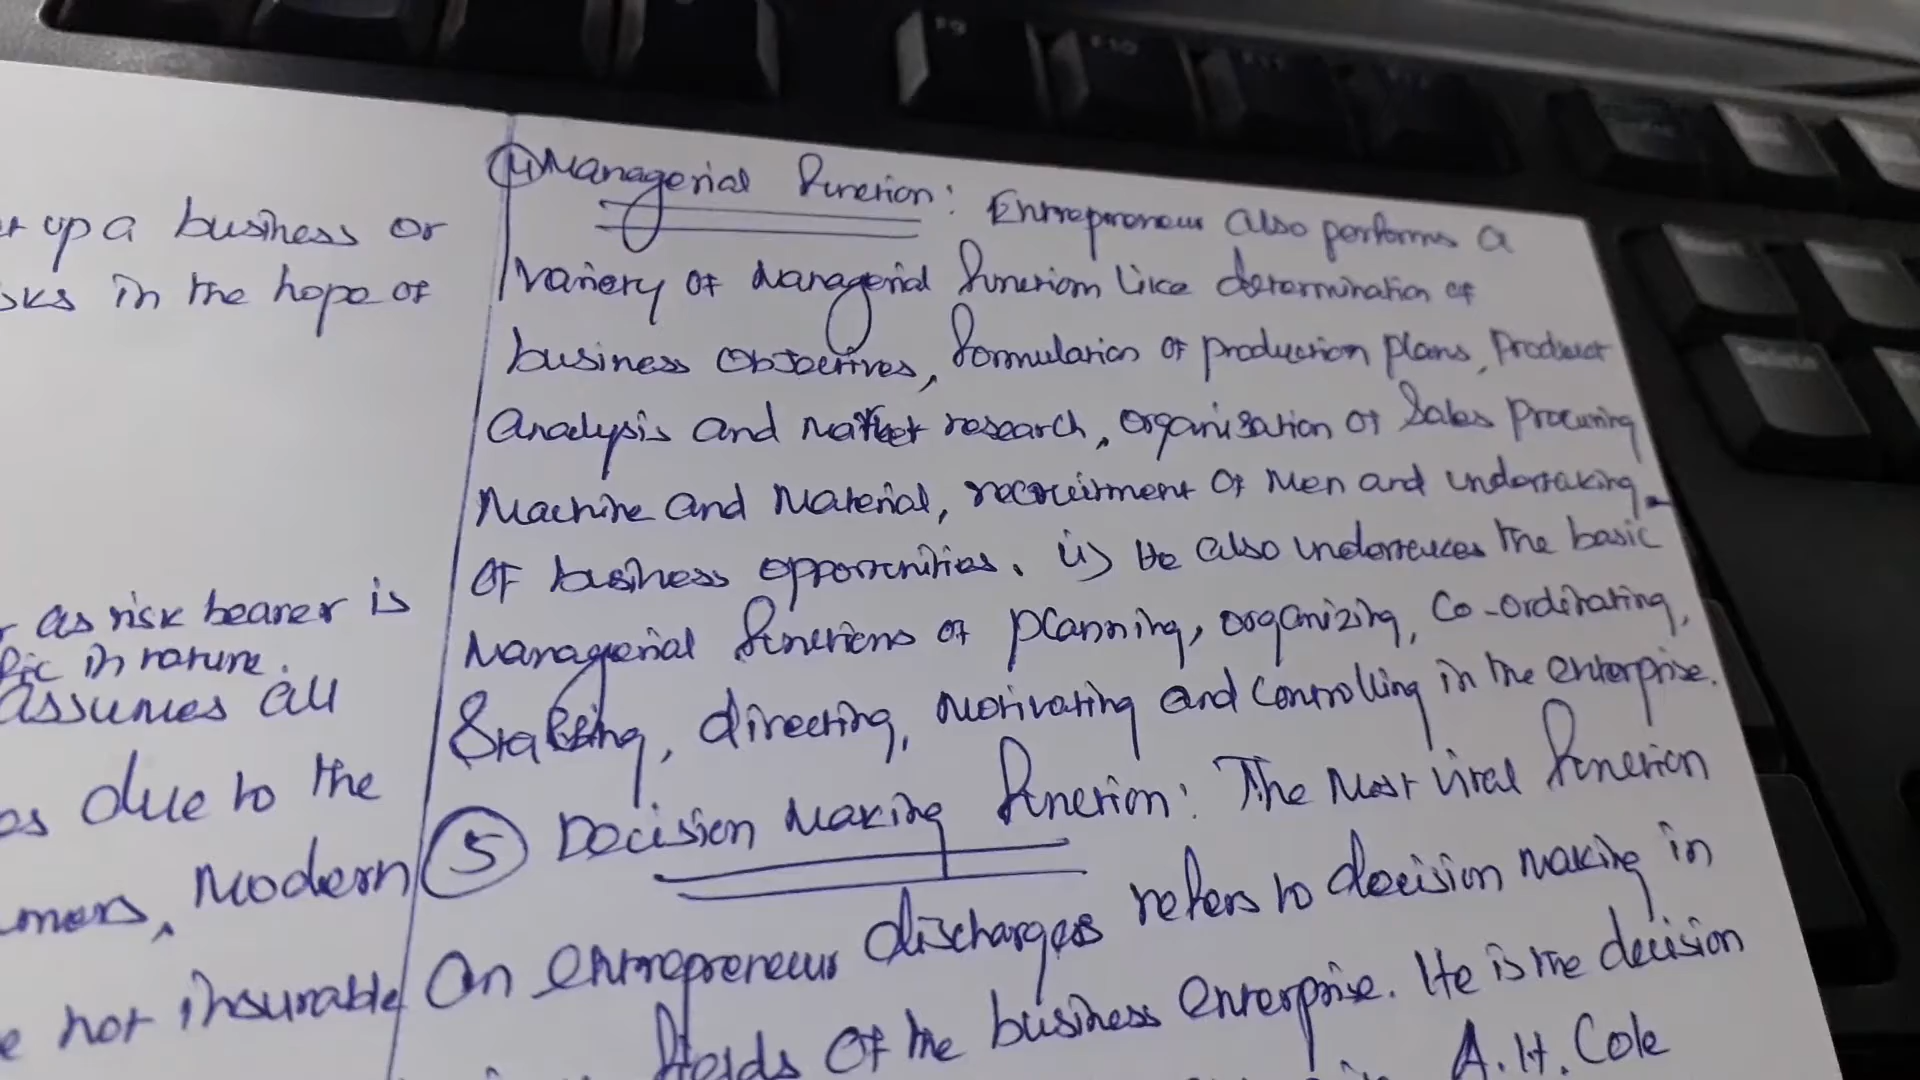 up a business or
in the hope of
as risk bearer is
in nature.
assumes all
due to the
Modern
not insurable
④ Managerial Function: Entrepreneur also performs a
Variety of Managerial function like determination of
business Objectives, formulation of production plans, Product
Analysis and Market research, organization of Sales Procuring
Machine and Material, recruitment of Men and undertaking
of business opportunities. ii) He also undertakes the basic
Managerial functions of planning, organizing, Co-ordinating,
Staffing, directing, Motivating and Controlling in the enterprise.
⑤ Decision Making Function: The Most Vital function
An entrepreneur discharges refers to decision making in
fields of the business Enterprise. He is the decision
A.H. Cole